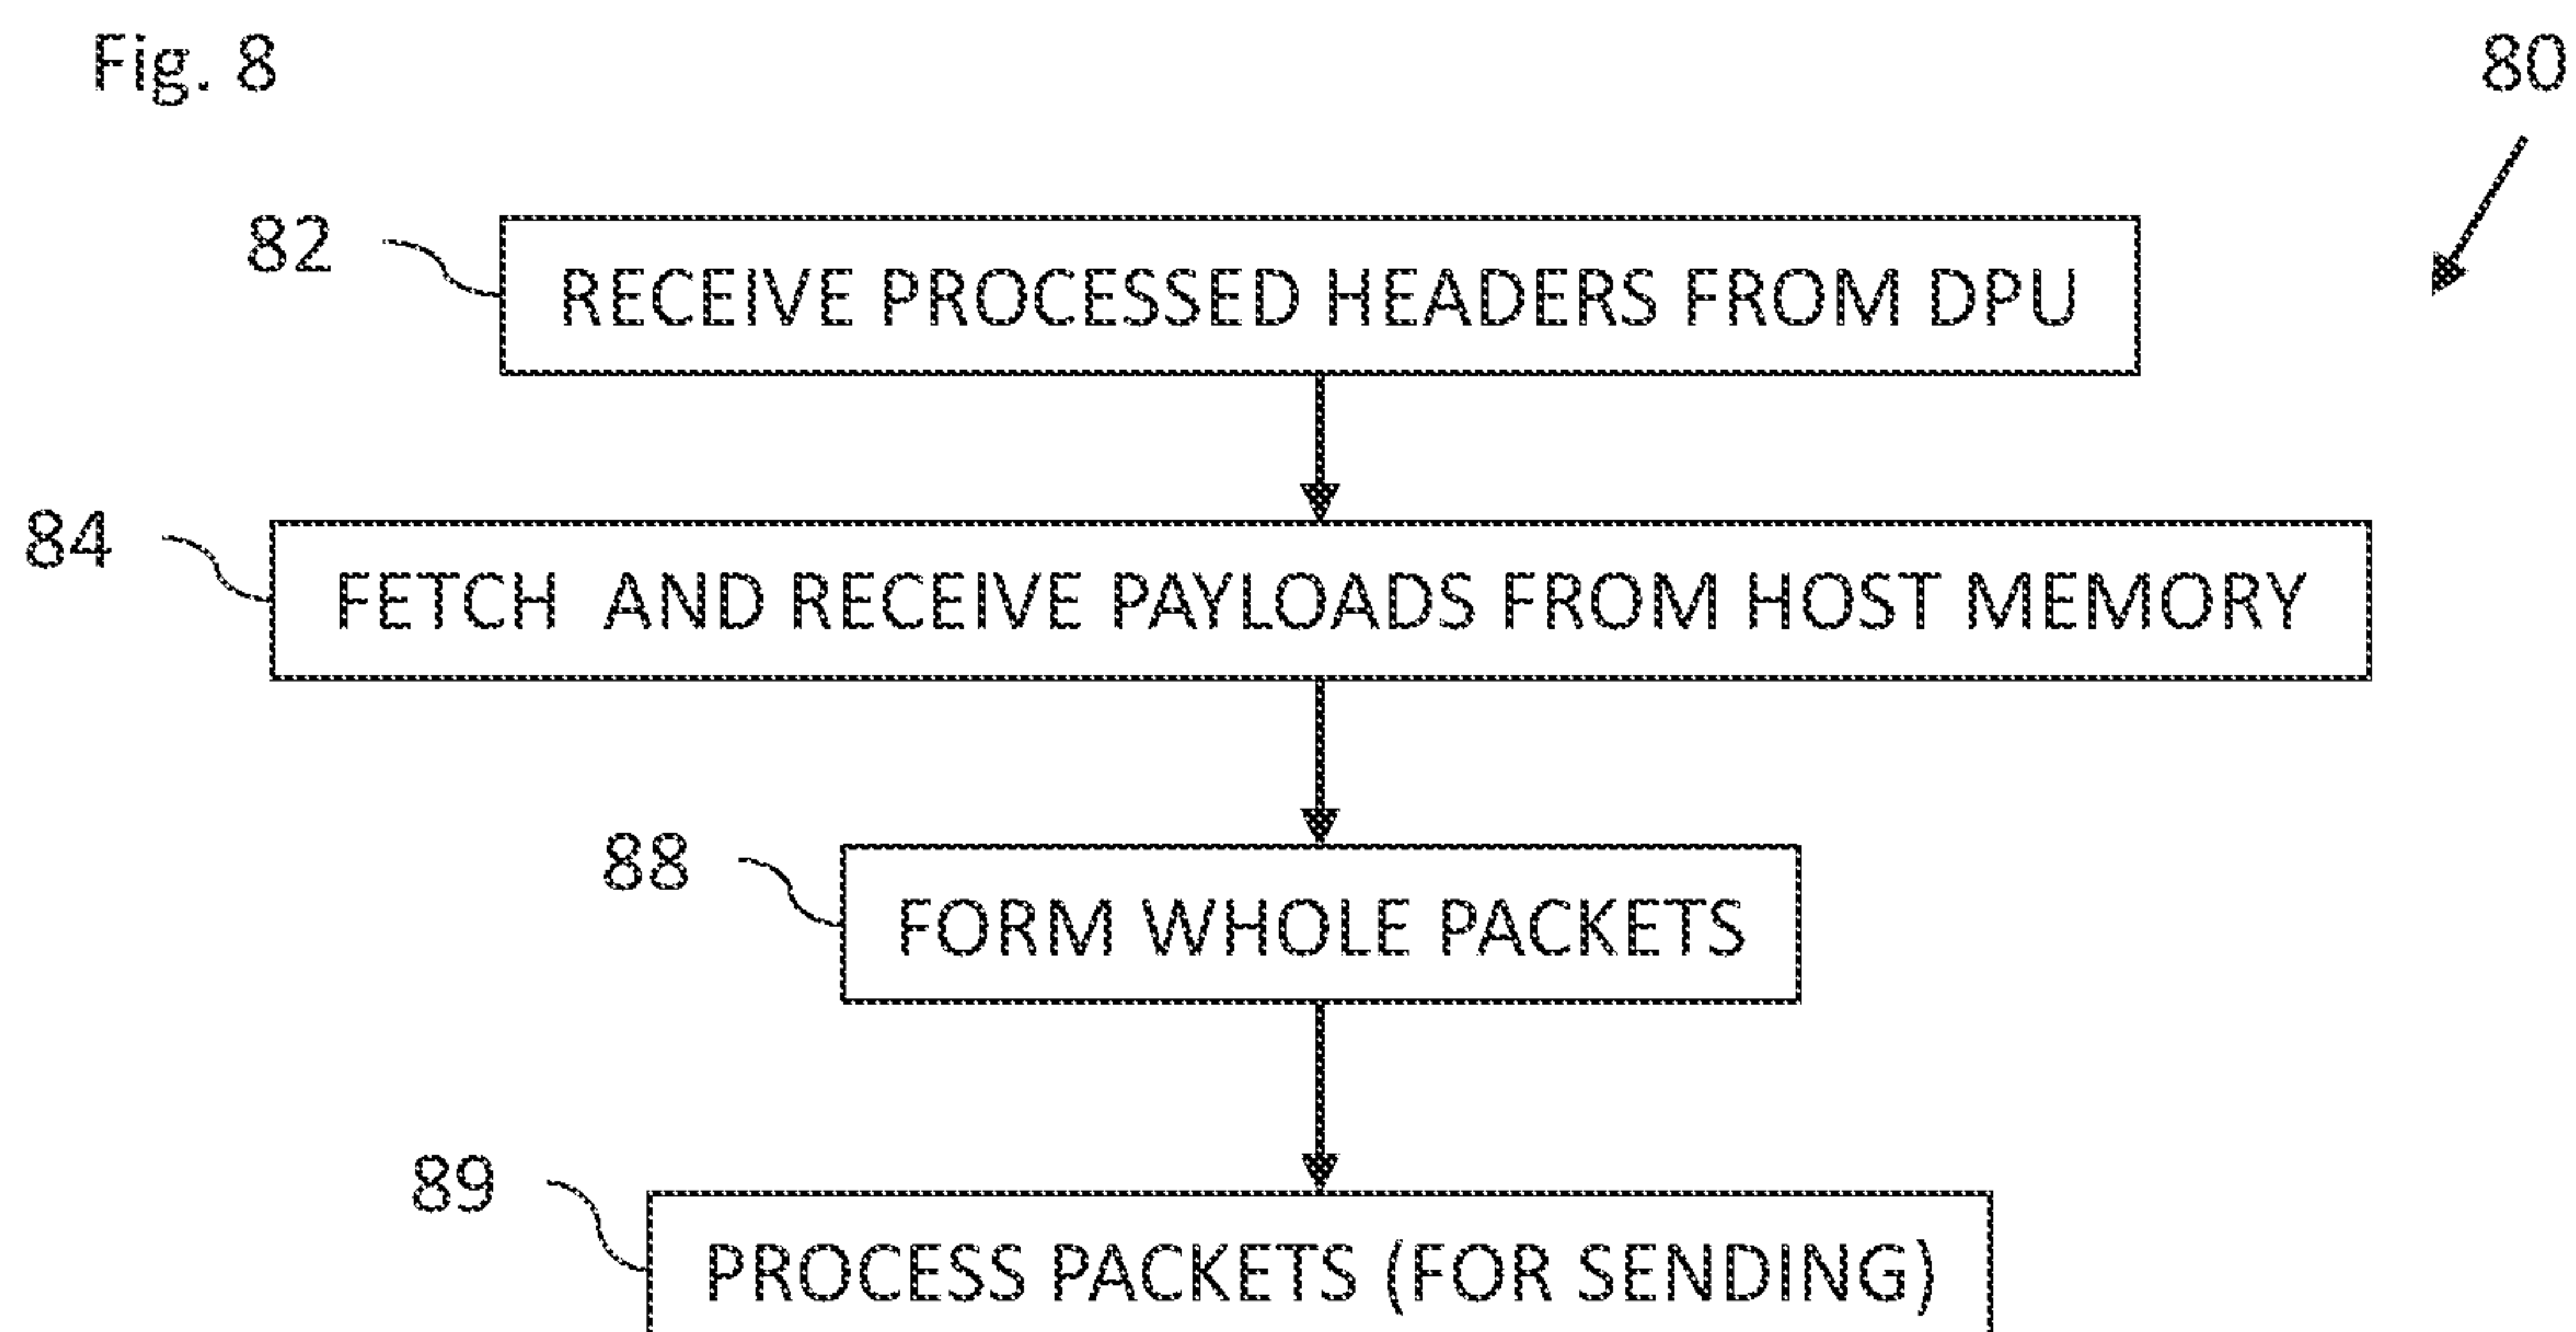 Fig. 8
80
82
RECEIVE PROCESSED HEADERS FROM DPU
84
FETCH AND RECEIVE PAYLOADS FROM HOST MEMORY
88
FORM WHOLE PACKETS
89
PROCESS PACKETS (FOR SENDING)